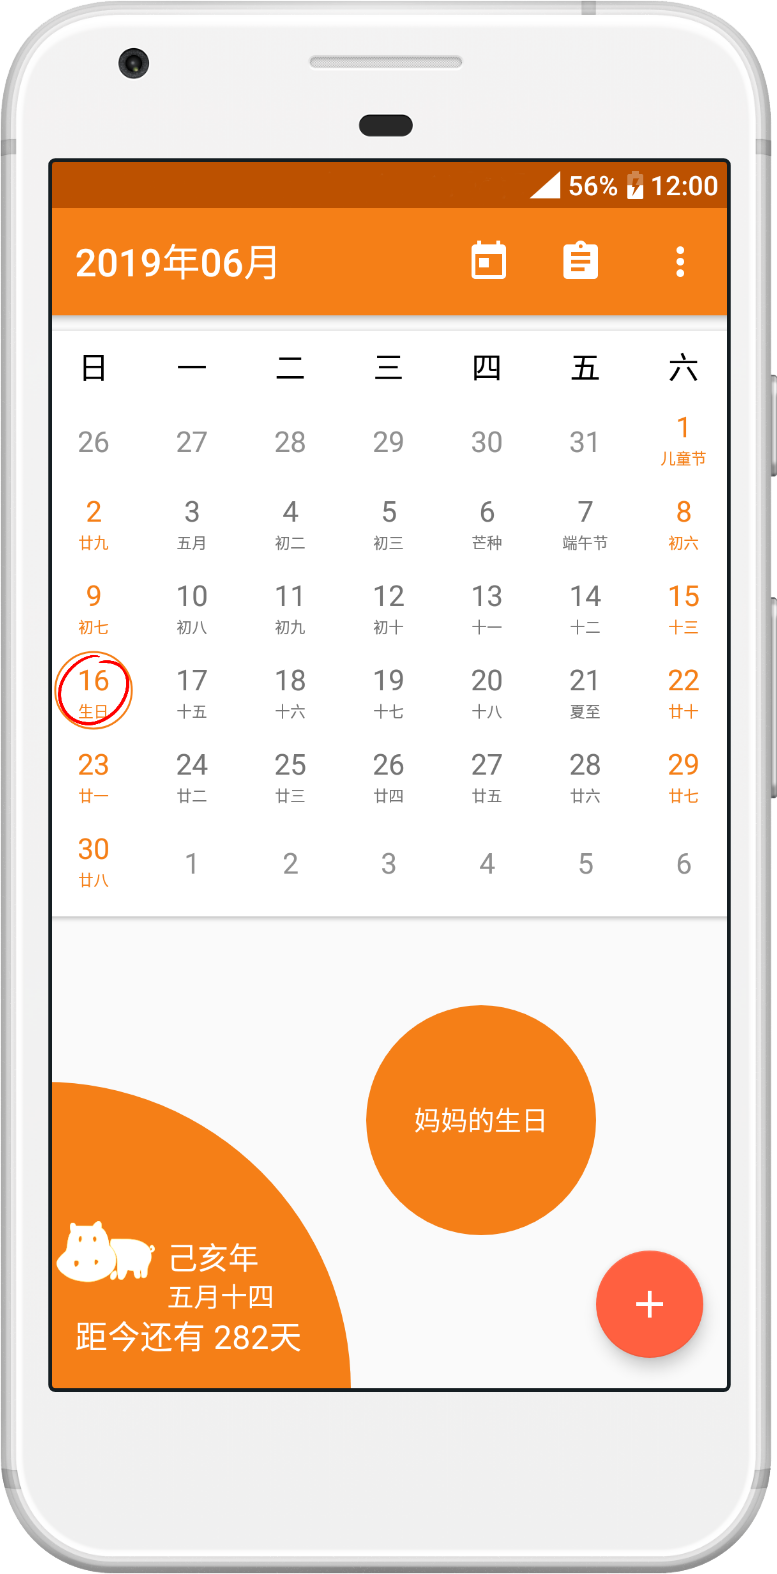 56% 12:00
2019年06月
日 一 二 三 四 五 六
26 27 28 29 30 31 1
儿童节
2 3 4 5 6 7 8
廿九 五月 初二 初三 芒种 端午节 初六
9 10 11 12 13 14 15
初七 初八 初九 初十 十一 十二 十三
16 17 18 19 20 21 22
生日 十五 十六 十七 十八 夏至 廿十
23 24 25 26 27 28 29
廿一 廿二 廿三 廿四 廿五 廿六 廿七
30 1 2 3 4 5 6
廿八
妈妈的生日
己亥年
五月十四
距今还有 282天